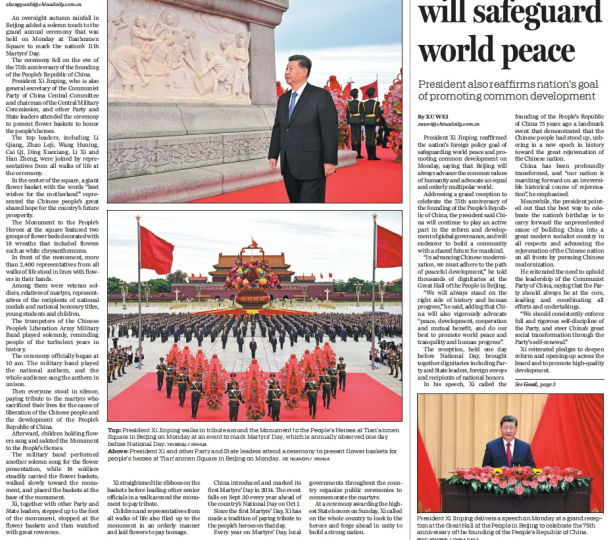 zhangyunbi@chinadaily.com.cn
An overnight autumn rainfall in
Beijing added a solemn touch to the
grand annual ceremony that was
held on Monday at Tian'anmen
Square to mark the nation's 11th
Martyrs' Day.
The ceremony fell on the eve of
the 75th anniversary of the founding
of the People's Republic of China.
President Xi Jinping, who is also
general secretary of the Communist
Party of China Central Committee
and chairman of the Central Military
Commission, and other Party and
State leaders attended the ceremony
to present flower baskets to honor
the people's heroes.
The top leaders, including Li
Qiang, Zhao Leji, Wang Huning,
Cai Qi, Ding Xuexiang, Li Xi and
Han Zheng, were joined by repre-
sentatives from all walks of life at
the ceremony.
In the center of the square, a giant
flower basket with the words "best
wishes for the motherland" repre-
sented the Chinese people's great
shared hope for the country's future
prosperity.
The Monument to the People's
Heroes at the square featured two
groups of flower beds decorated with
18 wreaths that included flowers
such as white chrysanthemums.
In front of the monument, more
than 2,400 representatives from all
walks of life stood in lines with flow-
ers in their hands.
Among them were veteran sol-
diers, relatives of martyrs, represent-
atives of the recipients of national
medals and national honorary titles,
young students and children.
The trumpeters of the Chinese
People's Liberation Army Military
Band played solemnly, reminding
people of the turbulent years in
history.
The ceremony officially began at
10 am. The military band played
the national anthem, and the
whole audience sang the anthem in
unison.
Then everyone stood in silence,
paying tribute to the martyrs who
sacrificed their lives for the cause of
liberation of the Chinese people and
the development of the People's
Republic of China.
Afterward, children holding flow-
ers sang and saluted the Monument
to the People's Heroes.
The military band performed
another solemn song for the flower
presentation, while 18 soldiers
steadily carried the flower baskets,
walked slowly toward the monu-
ment, and placed the baskets at the
base of the monument.
Xi, together with other Party and
State leaders, stepped up to the foot
of the monument, stopped at the
flower baskets and then watched
with great reverence.
Top: President Xi Jinping walks in tribute around the Monument to the People's Heroes at Tian'anmen
Square in Beijing on Monday at an event to mark Martyrs' Day, which is annually observed one day
before National Day.
Above: Xi and other Party and State leaders attend a ceremony to present flower baskets for
people's heroes at Tian'anmen Square in Beijing on Monday.
Xi straightened the ribbons on the
baskets before leading other senior
officials in a walk around the monu-
ment to pay tribute.
Children and representatives from
all walks of life also filed up to the
monument in an orderly manner
and laid flowers to pay homage.
China introduced and marked its
first Martyrs' Day in 2014. The event
falls on Sept 30 every year ahead of
the country's National Day on Oct 1.
Since the first Martyrs' Day, Xi has
made a tradition of paying tribute to
the people's heroes on that day.
Every year on Martyrs' Day, local
governments throughout the coun-
try organize public ceremonies to
commemorate the martyrs.
At a ceremony awarding the high-
est State honors on Sunday, Xi called
on the whole country to look to the
heroes and forge ahead in unity to
build a strong nation.
will safeguard
world peace
President also reaffirms nation's goal
of promoting common development
By XU WEI
xuwei@chinadaily.com.cn
President Xi Jinping reaffirmed
the nation's foreign policy goal of
safeguarding world peace and pro-
moting common development on
Monday, saying that Beijing will
always advance the common values
of humanity and advocate an equal
and orderly multipolar world.
Addressing a grand reception to
celebrate the 75th anniversary of
the founding of the People's Repub-
lic of China, the president said Chi-
na will continue to play an active
part in the reform and develop-
ment of global governance, and will
endeavor to build a community
with a shared future for mankind.
"In advancing Chinese moderni-
zation, we must adhere to the path
of peaceful development," he told
thousands of dignitaries at the
Great Hall of the People in Beijing.
"We will always stand on the
right side of history and human
progress," he said, adding that Chi-
na will also vigorously advocate
"peace, development, cooperation
and mutual benefit, and do our
best to promote world peace and
tranquility and human progress".
The reception, held one day
before National Day, brought
together dignitaries including Par-
ty and State leaders, foreign envoys
and recipients of national honors.
In his speech, Xi called the
founding of the People's Republic
of China 75 years ago a landmark
event that demonstrated that the
Chinese people had stood up, ush-
ering in a new epoch in history
toward the great rejuvenation of
the Chinese nation.
China has been profoundly
transformed, and "our nation is
marching forward on an irreversi-
ble historical course of rejuvena-
tion", he emphasized.
Meanwhile, the president point-
ed out that the best way to cele-
brate the nation's birthday is to
carry forward the unprecedented
cause of building China into a
great modern socialist country in
all respects and advancing the
rejuvenation of the Chinese nation
on all fronts by pursuing Chinese
modernization.
He reiterated the need to uphold
the leadership of the Communist
Party of China, saying that the Par-
ty should always be at the core,
leading and coordinating all
efforts and undertakings.
"We should consistently enforce
full and rigorous self-discipline of
the Party, and steer China's great
social transformation through the
Party's self-renewal."
Xi reiterated pledges to deepen
reform and opening-up across the
board and to promote high-quality
development.
See Goal, page 3
President Xi Jinping delivers a speech on Monday at a grand recep-
tion at the Great Hall of the People in Beijing to celebrate the 75th
anniversary of the founding of the People's Republic of China.